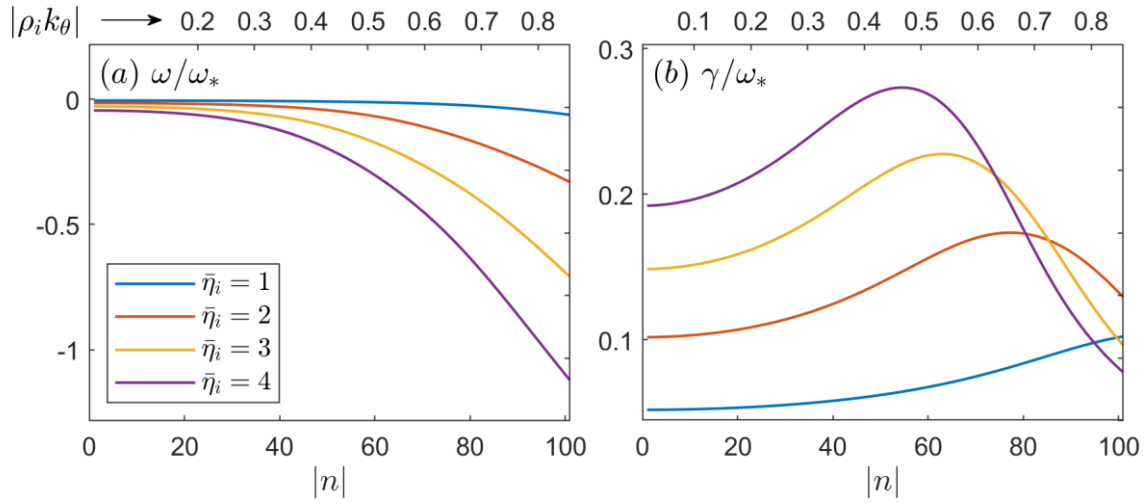 |ρ_i k_θ| ⟶ 0.2 0.3 0.4 0.5 0.6 0.7 0.8
(a) ω/ω_*
0
-0.5
-1
η̄_i = 1
η̄_i = 2
η̄_i = 3
η̄_i = 4
0 20 40 60 80 100
|n|
0.1 0.2 0.3 0.4 0.5 0.6 0.7 0.8
(b) γ/ω_*
0.3
0.2
0.1
0 20 40 60 80 100
|n|